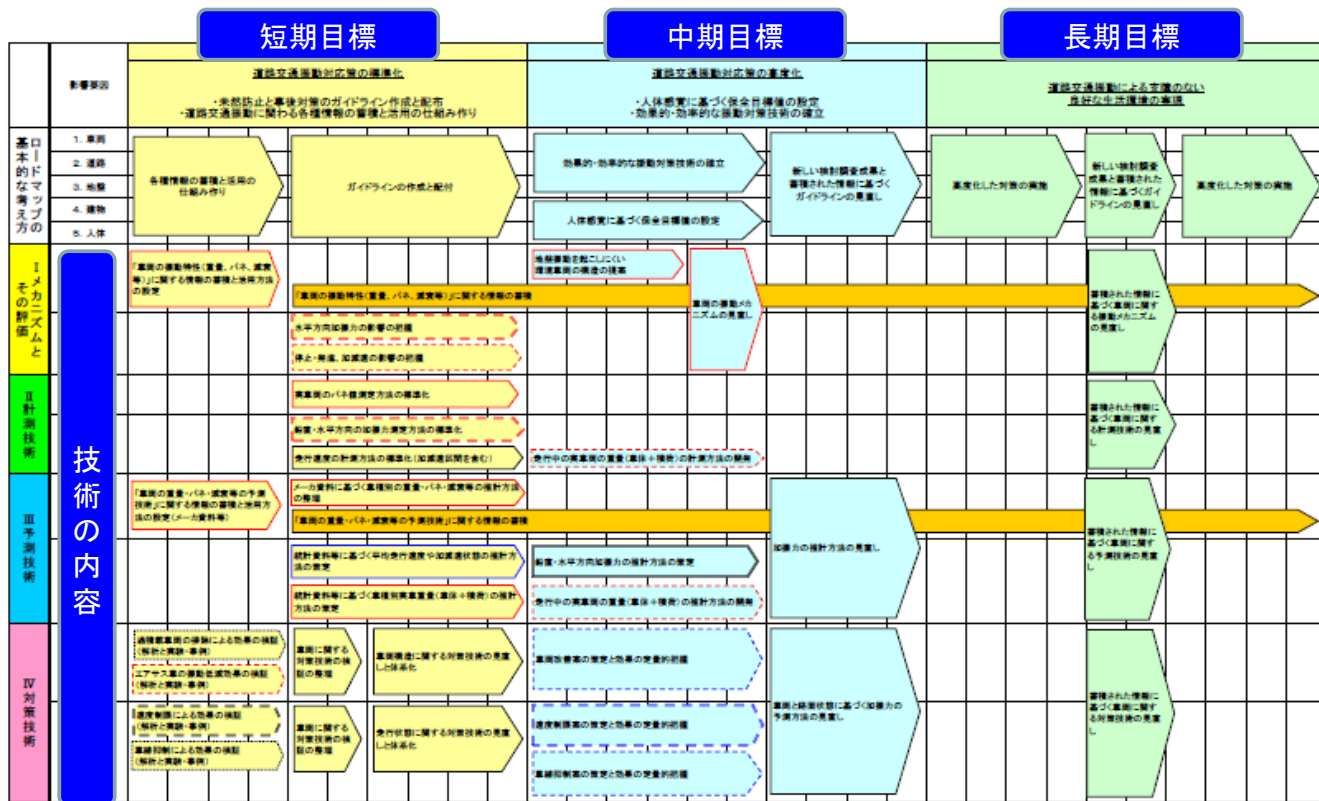 短期目標
中期目標
長期目標
影響要因
道路交通振動対応策の標準化
・未然防止と事後対策のガイドライン作成と配布
・道路交通振動に関わる各種情報の蓄積と活用の仕組み作り
道路交通振動対応策の高度化
・人体感覚に基づく保全目標値の設定
・効果的・効率的な振動対策技術の確立
道路交通振動による支障のない
良好な生活環境の実現
ロードマップの
基本的な考え方
1. 車両
2. 道路
3. 地盤
4. 建物
5. 人体
各種情報の蓄積と活用の
仕組み作り
ガイドラインの作成と配付
効果的・効率的な振動対策技術の確立
人体感覚に基づく保全目標値の設定
新しい検討調査
成果と蓄積された
情報に基づく
ガイドラインの見直し
高度化した対策の実施
新しい検討調査
成果と蓄積された
情報に基づくガイ
ドラインの見直し
高度化した対策の実施
技術の内容
Ⅰメカニズムと
その評価
「車両の振動特性(重量、バネ、減衰
等)」に関する情報の蓄積と活用方法
の設定
「車両の振動特性(重量、バネ、減衰等)」に関する情報の蓄積
水平方向加振力の影響の把握
停止・発進、加減速の影響の把握
地盤振動を起こしにくい
環境車両の構造の提案
車両の振動メカ
ニズムの見直し
蓄積された情報に
基づく車両に関す
る振動メカニズム
の見直し
Ⅱ計測技術
実車両のバネ値測定方法の標準化
鉛直・水平方向の加振力測定方法の標準化
走行速度の計測方法の標準化(加減速区間を含む)
走行中の実車両の重量(車体+積荷)の計測方法の開発
蓄積された情報に
基づく車両に関す
る計測技術の見直
し
Ⅲ予測技術
「車両の重量・バネ・減衰等の予測
技術」に関する情報の蓄積と活用方
法の設定(メーカ資料等)
メーカ資料に基づく車種別の重量・バネ・減衰等の推計方法
の整理
「車両の重量・バネ・減衰等の予測技術」に関する情報の蓄積
統計資料等に基づく平均走行速度や加減速状態の推計方
法の策定
統計資料等に基づく車種別実車重量(車体+積荷)の推計
方法の策定
鉛直・水平方向加振力の推計方法の策定
走行中の実車両の重量(車体+積荷)の推計方法の開発
加振力の推計方法の見直し
蓄積された情報に
基づく車両に関す
る予測技術の見直
し
Ⅳ対策技術
過積載車両の排除による効果の検証
(解析と実験・事例)
エアサス車の振動低減効果の検証
(解析と実験・事例)
速度制限による効果の検証
(解析と実験・事例)
車線抑制による効果の検証
(解析と実験・事例)
車両に関する
対策技術の検
証の整理
車両構造に関する対策技術の見直
しと体系化
車両に関する
対策技術の検
証の整理
走行状態に関する対策技術の見直
しと体系化
車両改善案の策定と効果の定量的把握
速度制限案の策定と効果の定量的把握
車線抑制案の策定と効果の定量的把握
車両と路面状態に基づく加振力の
予測方法の見直し
蓄積された情報に
基づく車両に関す
る対策技術の見直
し